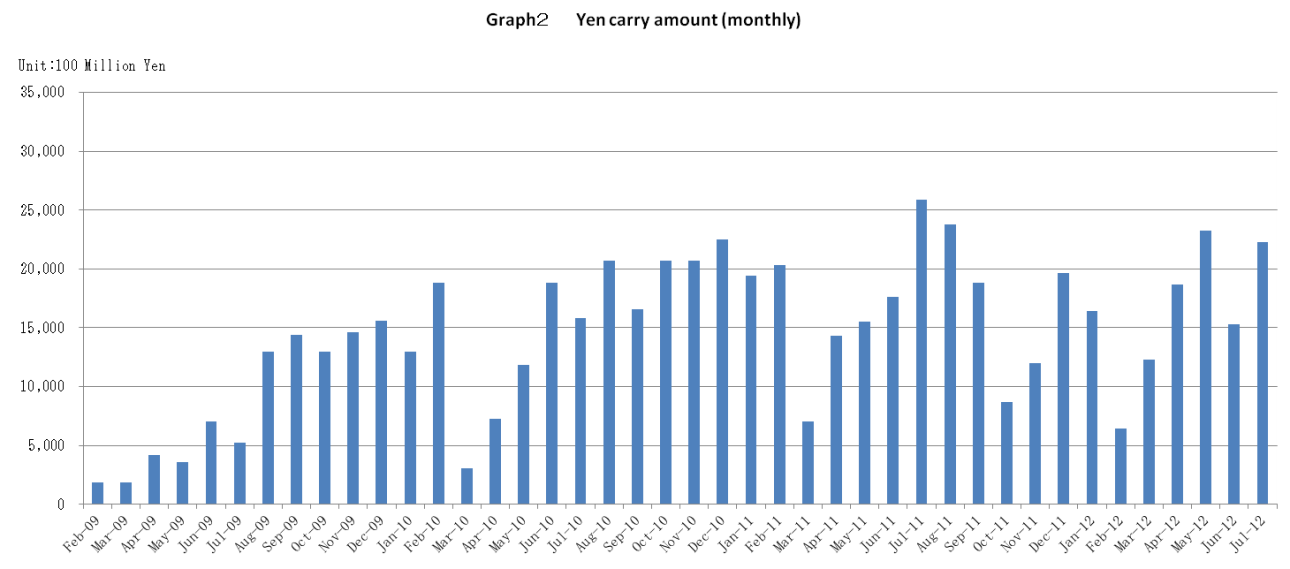 Graph２ Yen carry amount (monthly)
Unit:100 Million Yen
35,000
30,000
25,000
20,000
15,000
10,000
5,000
0
Feb-09
Mar-09
Apr-09
May-09
Jun-09
Jul-09
Aug-09
Sep-09
Oct-09
Nov-09
Dec-09
Jan-10
Feb-10
Mar-10
Apr-10
May-10
Jun-10
Jul-10
Aug-10
Sep-10
Oct-10
Nov-10
Dec-10
Jan-11
Feb-11
Mar-11
Apr-11
May-11
Jun-11
Jul-11
Aug-11
Sep-11
Oct-11
Nov-11
Dec-11
Jan-12
Feb-12
Mar-12
Apr-12
May-12
Jun-12
Jul-12